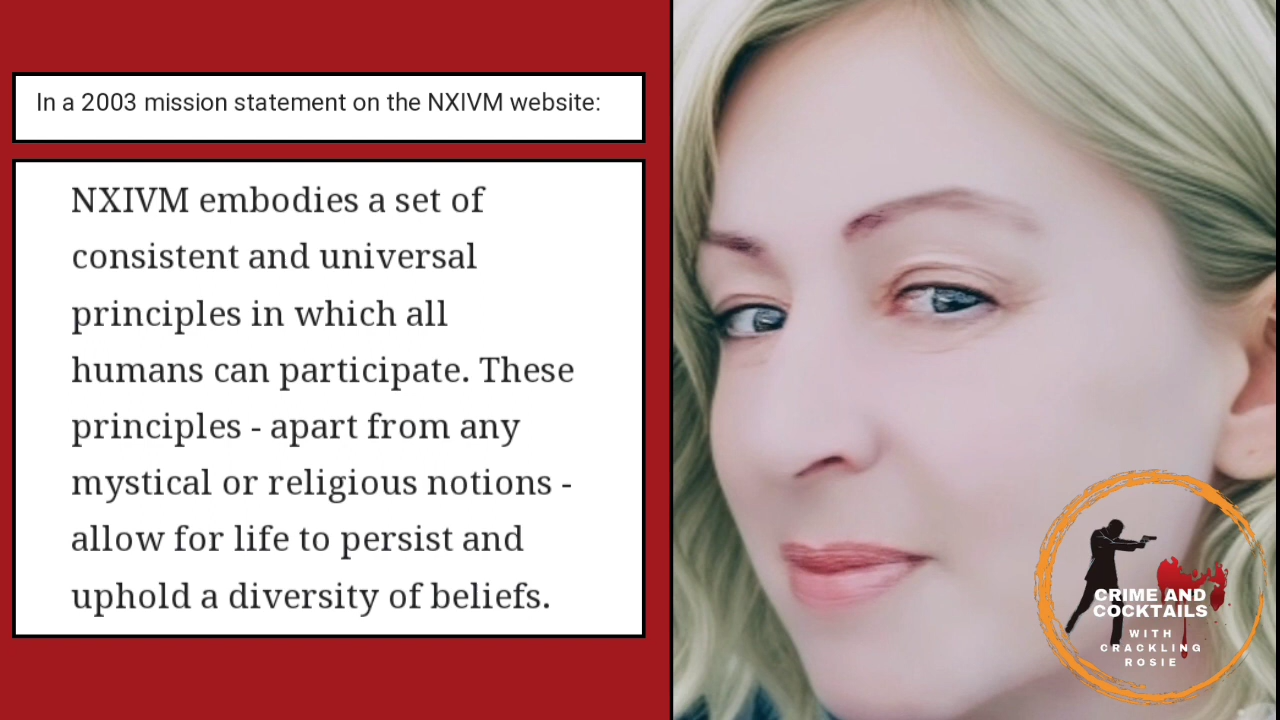 In a 2003 mission statement on the NXIVM website:
NXIVM embodies a set of
consistent and universal
principles in which all
humans can participate. These
principles - apart from any
mystical or religious notions -
allow for life to persist and
uphold a diversity of beliefs.
CRIME AND
COCKTAILS
WITH
CRACKLING
ROSIE